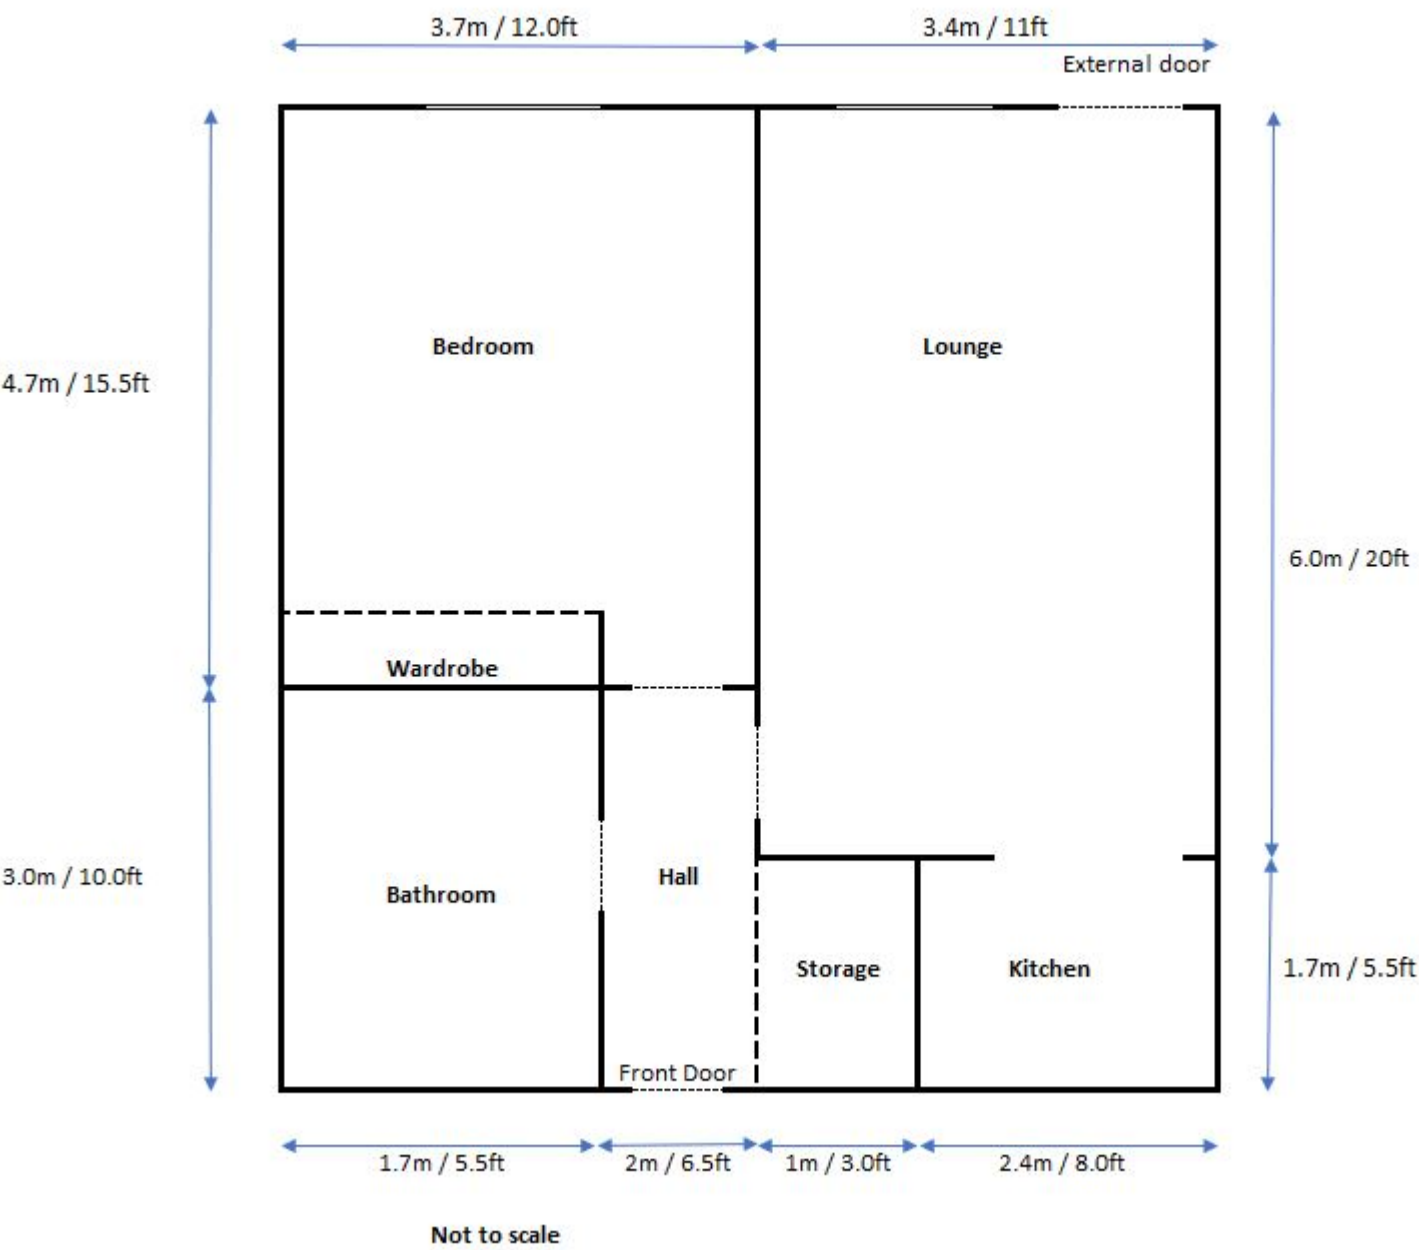 3.7m / 12.0ft
3.4m / 11ft
External door
Bedroom
Lounge
4.7m / 15.5ft
6.0m / 20ft
Wardrobe
3.0m / 10.0ft
Hall
Bathroom
Storage
Kitchen
1.7m / 5.5ft
Front Door
1.7m / 5.5ft
2m / 6.5ft
1m / 3.0ft
2.4m / 8.0ft
Not to scale